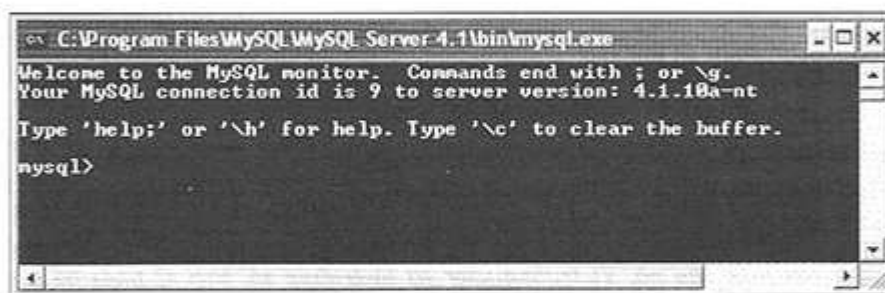 C:\Program Files\MySQL\MySQL Server 4.1\bin\mysql.exe
Welcome to the MySQL monitor.  Commands end with ; or \g.
Your MySQL connection id is 9 to server version: 4.1.10a-nt
Type 'help;' or '\h' for help. Type '\c' to clear the buffer.
mysql>